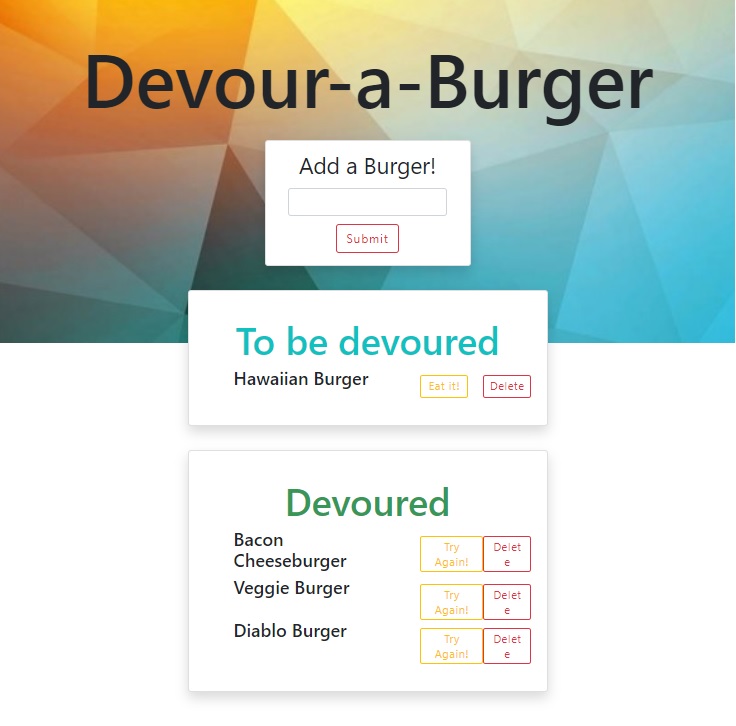 Devour-a-Burger
Add a Burger!
Submit
To be devoured
Hawaiian Burger Eat it! Delete
Devoured
Bacon
Cheeseburger
Try
Again!
Delet
e
Veggie Burger
Try
Again!
Delet
e
Diablo Burger
Try
Again!
Delet
e